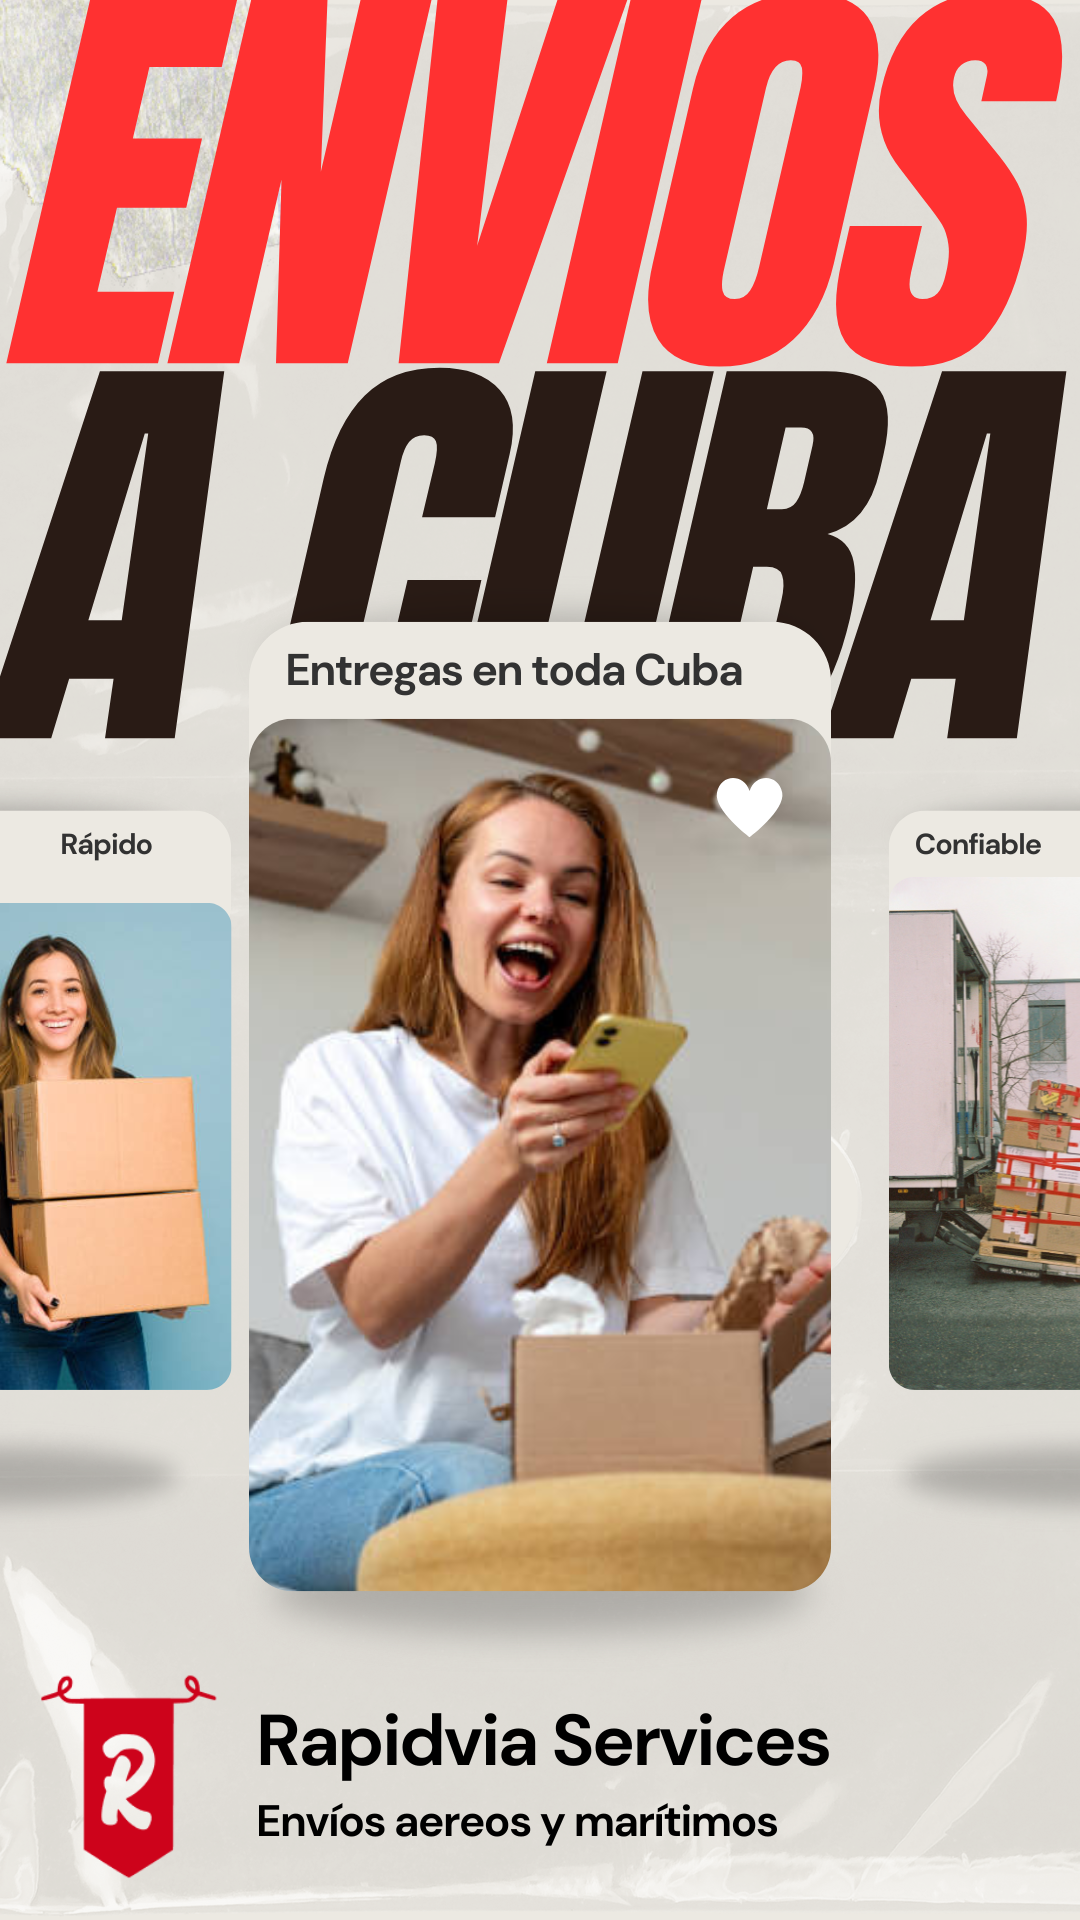 ENVIOS
A CUBA
Entregas en toda Cuba
Rápido
Confiable
R
Rapidvia Services
Envíos aereos y marítimos